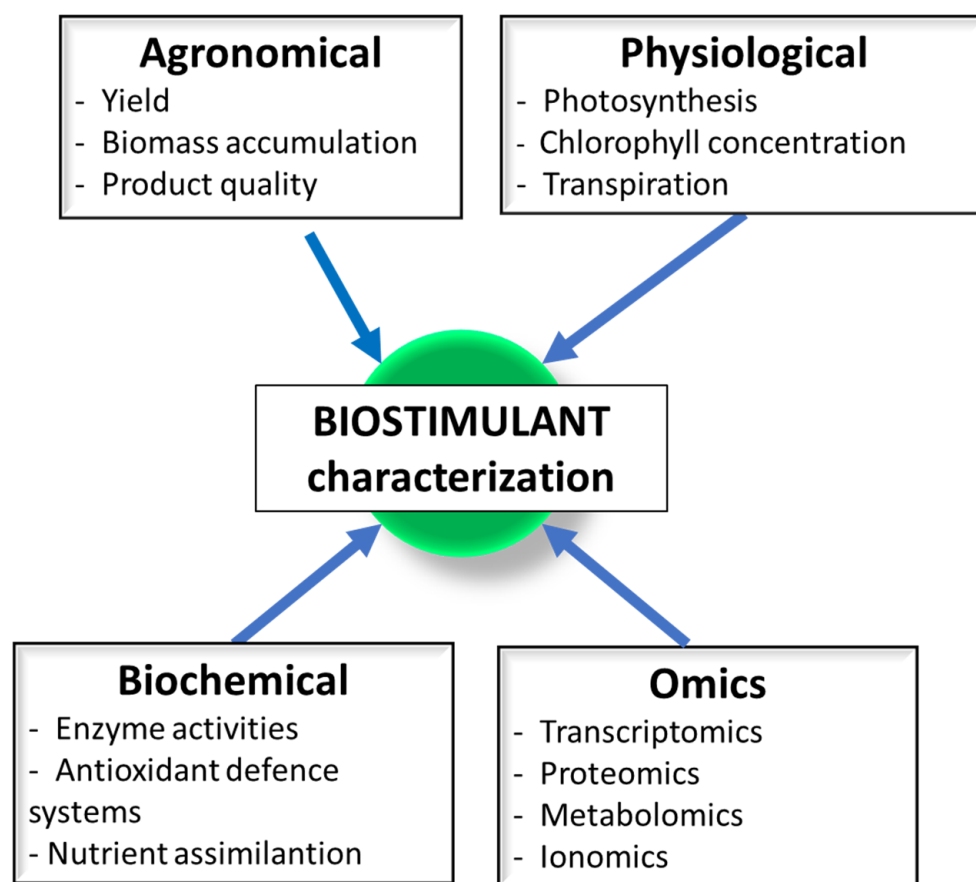 Agronomical
- Yield
- Biomass accumulation
- Product quality
Physiological
- Photosynthesis
- Chlorophyll concentration
- Transpiration
BIOSTIMULANT
characterization
Biochemical
- Enzyme activities
- Antioxidant defence
systems
- Nutrient assimilantion
Omics
- Transcriptomics
- Proteomics
- Metabolomics
- Ionomics